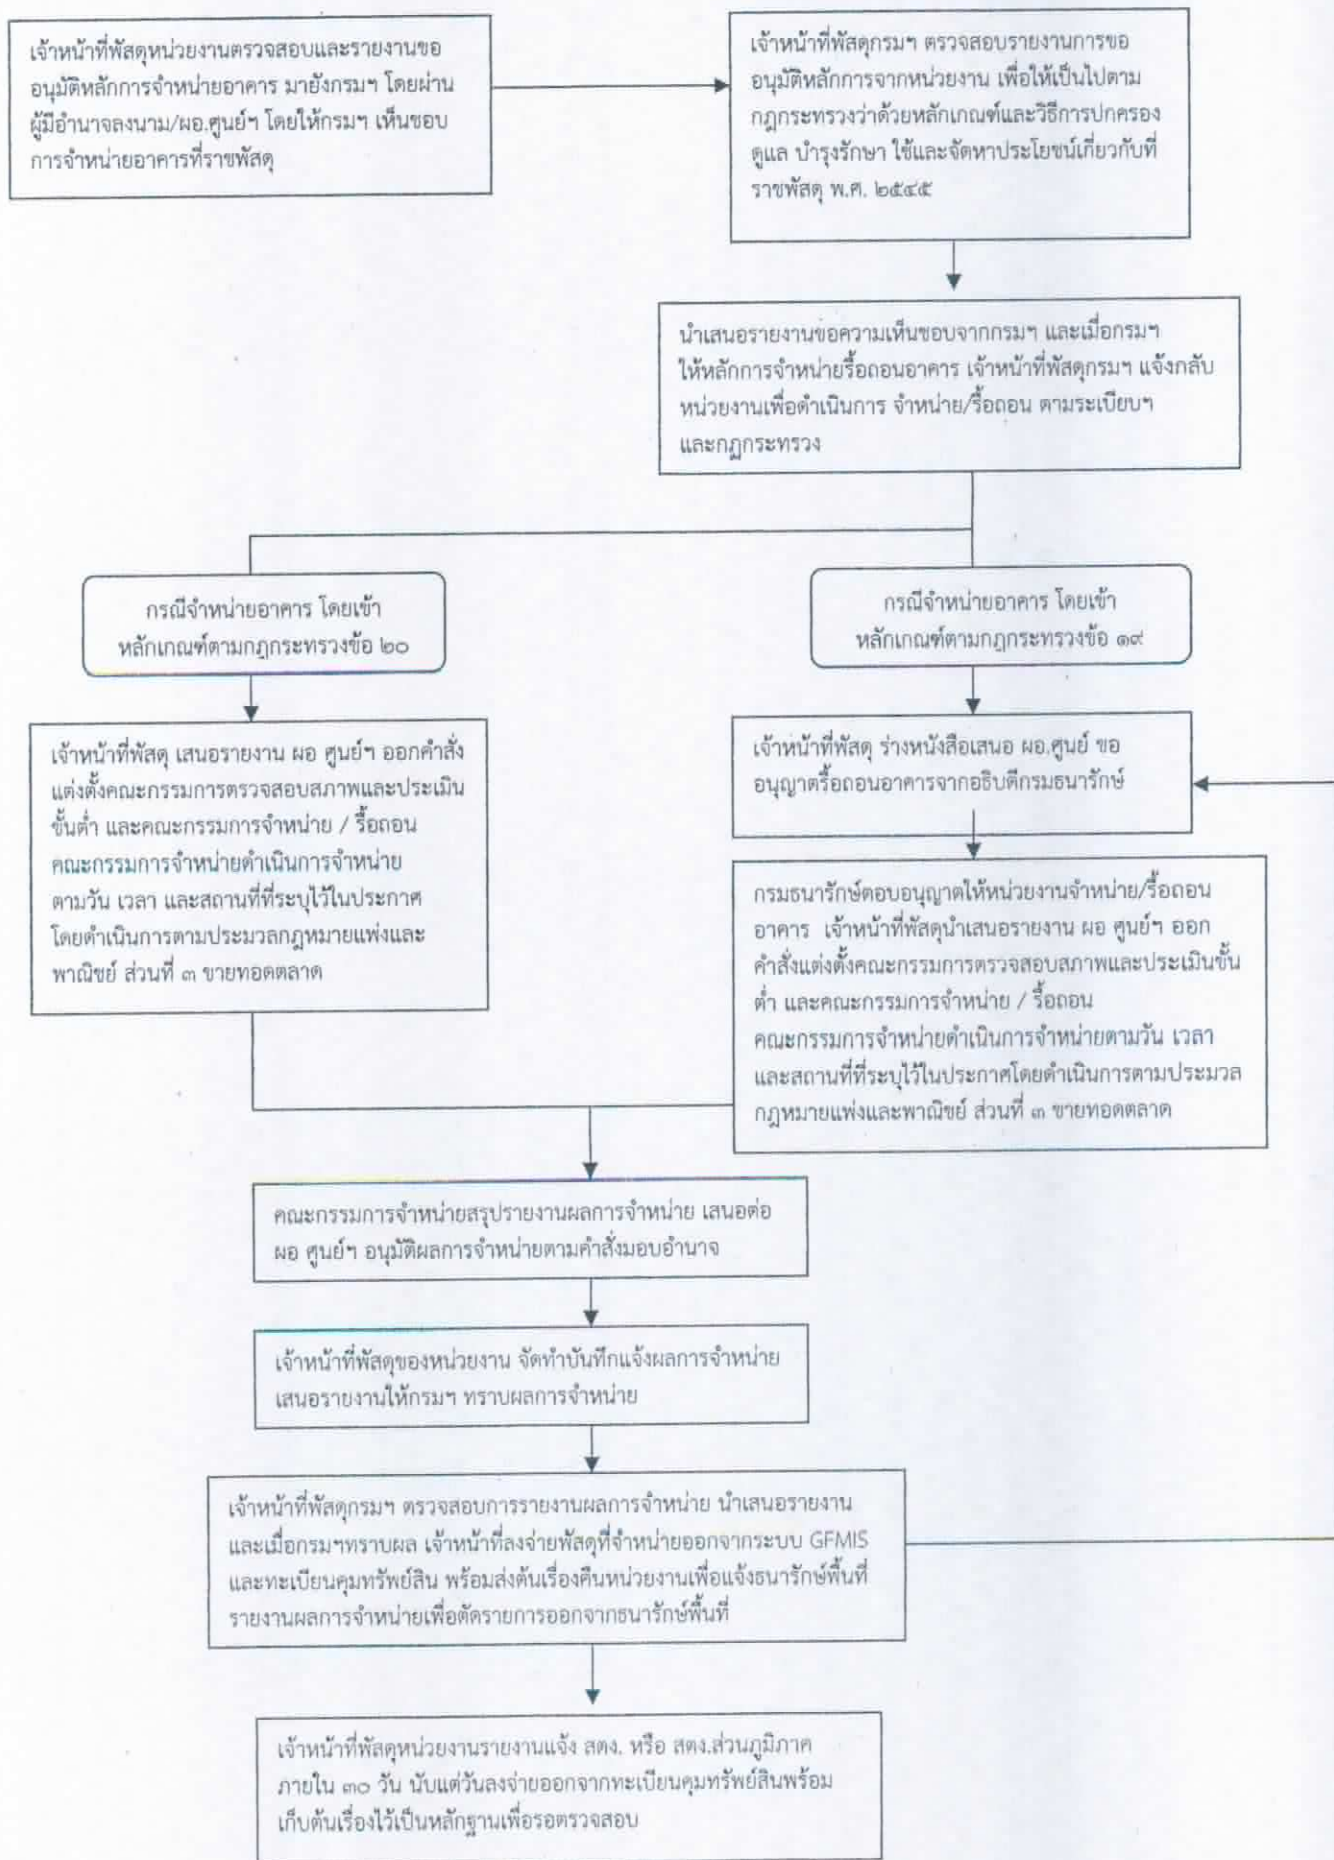 เจ้าหน้าที่พัสดุหน่วยงานตรวจสอบและรายงานขอ
อนุมัติหลักการจำหน่ายอาคาร มายังกรมฯ โดยผ่าน
ผู้มีอำนาจลงนาม/ผอ.ศูนย์ฯ โดยให้กรมฯ เห็นชอบ
การจำหน่ายอาคารที่ราชพัสดุ
เจ้าหน้าที่พัสดุกรมฯ ตรวจสอบรายงานการขอ
อนุมัติหลักการจากหน่วยงาน เพื่อให้เป็นไปตาม
กฎกระทรวงว่าด้วยหลักเกณฑ์และวิธีการปกครอง
ดูแล บำรุงรักษา ใช้และจัดหาประโยชน์เกี่ยวกับที่
ราชพัสดุ พ.ศ. ๒๕๔๕
นำเสนอรายงานขอความเห็นชอบจากกรมฯ และเมื่อกรมฯ
ให้หลักการจำหน่ายรื้อถอนอาคาร เจ้าหน้าที่พัสดุกรมฯ แจ้งกลับ
หน่วยงานเพื่อดำเนินการ จำหน่าย/รื้อถอน ตามระเบียบฯ
และกฎกระทรวง
กรณีจำหน่ายอาคาร โดยเข้า
หลักเกณฑ์ตามกฎกระทรวงข้อ ๒๐
กรณีจำหน่ายอาคาร โดยเข้า
หลักเกณฑ์ตามกฎกระทรวงข้อ ๑๙
เจ้าหน้าที่พัสดุ เสนอรายงาน ผอ ศูนย์ฯ ออกคำสั่ง
แต่งตั้งคณะกรรมการตรวจสอบสภาพและประเมิน
ขั้นต่ำ และคณะกรรมการจำหน่าย / รื้อถอน
คณะกรรมการจำหน่ายดำเนินการจำหน่าย
ตามวัน เวลา และสถานที่ที่ระบุไว้ในประกาศ
โดยดำเนินการตามประมวลกฎหมายแพ่งและ
พาณิชย์ ส่วนที่ ๓ ขายทอดตลาด
เจ้าหน้าที่พัสดุ ร่างหนังสือเสนอ ผอ.ศูนย์ ขอ
อนุญาตรื้อถอนอาคารจากอธิบดีกรมธนารักษ์
กรมธนารักษ์ตอบอนุญาตให้หน่วยงานจำหน่าย/รื้อถอน
อาคาร เจ้าหน้าที่พัสดุนำเสนอรายงาน ผอ ศูนย์ฯ ออก
คำสั่งแต่งตั้งคณะกรรมการตรวจสอบสภาพและประเมินขั้น
ต่ำ และคณะกรรมการจำหน่าย / รื้อถอน
คณะกรรมการจำหน่ายดำเนินการจำหน่ายตามวัน เวลา
และสถานที่ที่ระบุไว้ในประกาศโดยดำเนินการตามประมวล
กฎหมายแพ่งและพาณิชย์ ส่วนที่ ๓ ขายทอดตลาด
คณะกรรมการจำหน่ายสรุปรายงานผลการจำหน่าย เสนอต่อ
ผอ ศูนย์ฯ อนุมัติผลการจำหน่ายตามคำสั่งมอบอำนาจ
เจ้าหน้าที่พัสดุของหน่วยงาน จัดทำบันทึกแจ้งผลการจำหน่าย
เสนอรายงานให้กรมฯ ทราบผลการจำหน่าย
เจ้าหน้าที่พัสดุกรมฯ ตรวจสอบการรายงานผลการจำหน่าย นำเสนอรายงาน
และเมื่อกรมฯทราบผล เจ้าหน้าที่ลงจ่ายพัสดุที่จำหน่ายออกจากระบบ GFMIS
และทะเบียนคุมทรัพย์สิน พร้อมส่งต้นเรื่องคืนหน่วยงานเพื่อแจ้งธนารักษ์พื้นที่
รายงานผลการจำหน่ายเพื่อตัดรายการออกจากธนารักษ์พื้นที่
เจ้าหน้าที่พัสดุหน่วยงานรายงานแจ้ง สตง. หรือ สตง.ส่วนภูมิภาค
ภายใน ๓๐ วัน นับแต่วันลงจ่ายออกจากทะเบียนคุมทรัพย์สินพร้อม
เก็บต้นเรื่องไว้เป็นหลักฐานเพื่อรอตรวจสอบ